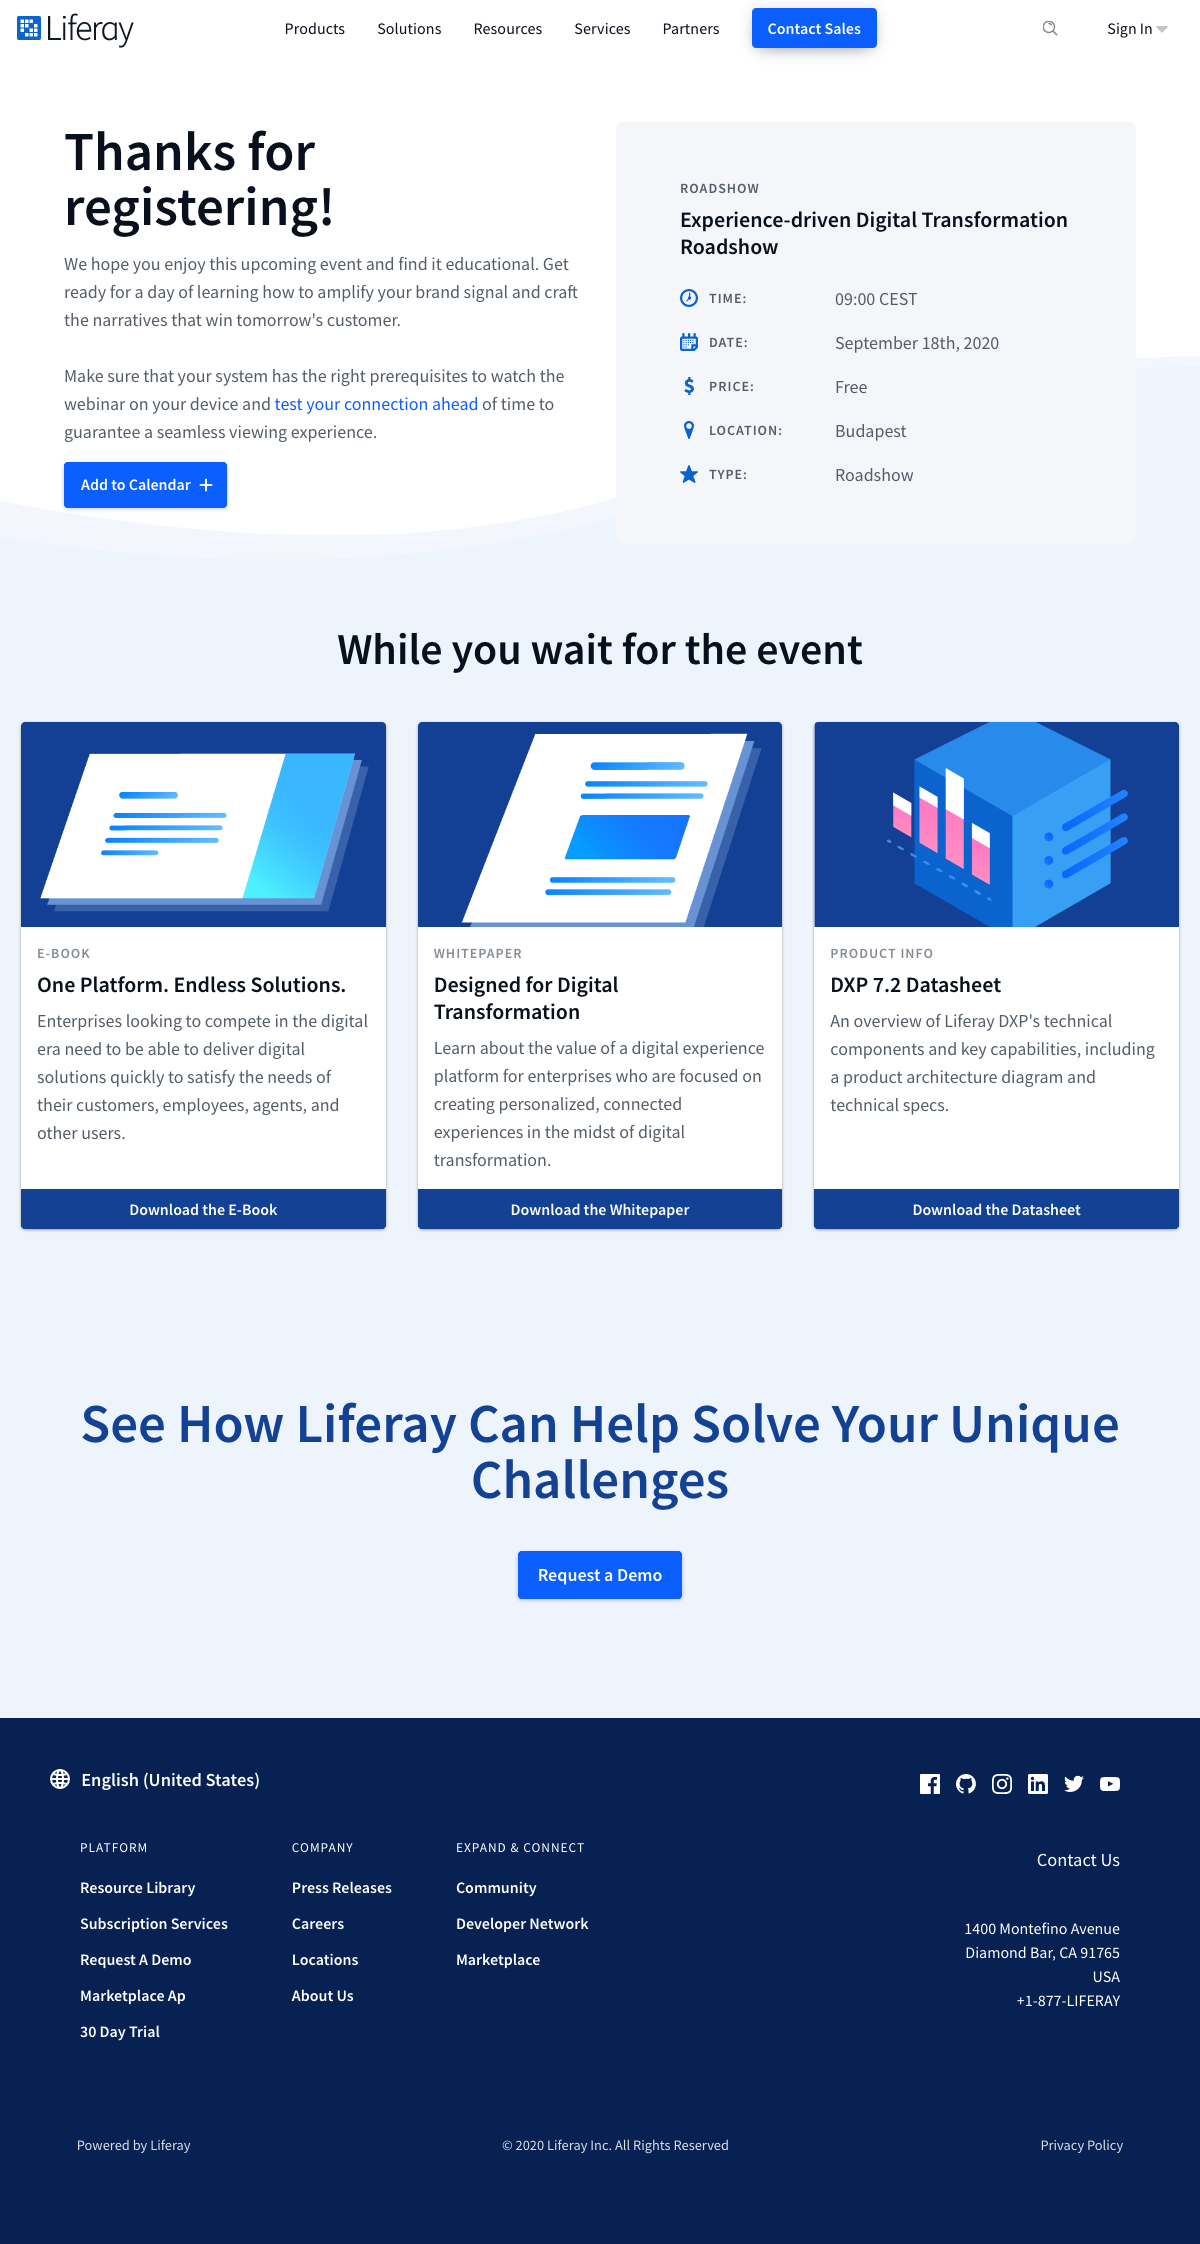 Liferay
Products
Solutions
Resources
Services
Partners
Contact Sales
Sign In
Thanks for
registering!
We hope you enjoy this upcoming event and find it educational. Get
ready for a day of learning how to amplify your brand signal and craft
the narratives that win tomorrow's customer.
Make sure that your system has the right prerequisites to watch the
webinar on your device and test your connection ahead of time to
guarantee a seamless viewing experience.
Add to Calendar
ROADSHOW
Experience-driven Digital Transformation
Roadshow
TIME: 09:00 CEST
DATE: September 18th, 2020
PRICE: Free
LOCATION: Budapest
TYPE: Roadshow
While you wait for the event
E-BOOK
One Platform. Endless Solutions.
Enterprises looking to compete in the digital
era need to be able to deliver digital
solutions quickly to satisfy the needs of
their customers, employees, agents, and
other users.
Download the E-Book
WHITEPAPER
Designed for Digital
Transformation
Learn about the value of a digital experience
platform for enterprises who are focused on
creating personalized, connected
experiences in the midst of digital
transformation.
Download the Whitepaper
PRODUCT INFO
DXP 7.2 Datasheet
An overview of Liferay DXP's technical
components and key capabilities, including
a product architecture diagram and
technical specs.
Download the Datasheet
See How Liferay Can Help Solve Your Unique
Challenges
Request a Demo
English (United States)
PLATFORM
Resource Library
Subscription Services
Request A Demo
Marketplace Ap
30 Day Trial
COMPANY
Press Releases
Careers
Locations
About Us
EXPAND & CONNECT
Community
Developer Network
Marketplace
Contact Us
1400 Montefino Avenue
Diamond Bar, CA 91765
USA
+1-877-LIFERAY
Powered by Liferay
© 2020 Liferay Inc. All Rights Reserved
Privacy Policy